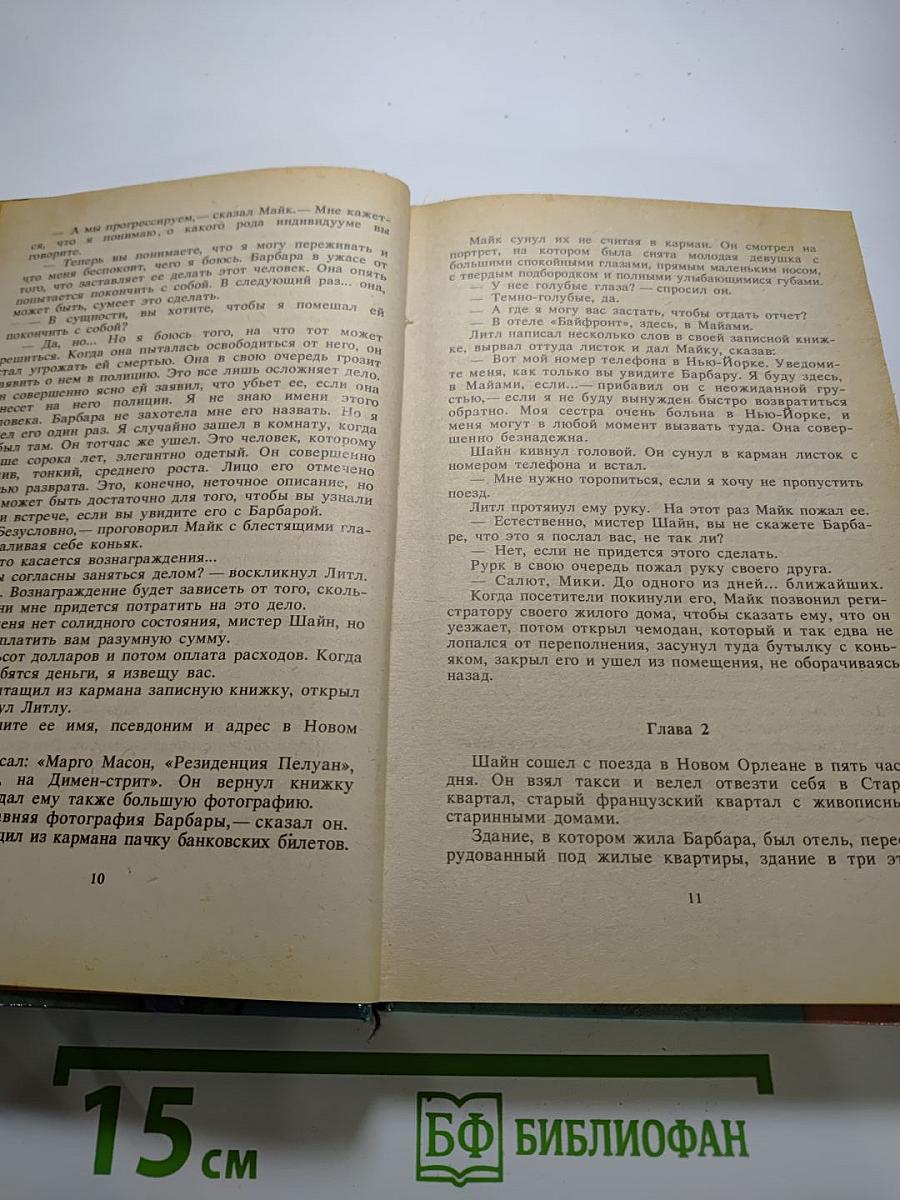 — А мы прогрессируем,— сказал Майк.— Мне кажет-
ся, что я понимаю, о какого рода индивидууме вы
говорите.
— Теперь вы понимаете, что я могу переживать и
что меня беспокоит, чего я боюсь. Барбара в ужасе от
того, что заставляет ее делать этот человек. Она опять
попытается покончить с собой. В следующий раз... она,
может быть, сумеет это сделать.
— В сущности, вы хотите, чтобы я помешал ей
покончить с собой?
— Да, но... Но я боюсь того, на что тот может
решиться. Когда она пыталась освободиться от него, он
стал угрожать ей смертью. Она в свою очередь грозит
заявить о нем в полицию. Это все лишь осложняет дело.
н совершенно ясно ей заявил, что убьет ее, если она
несет на него полиции. Я не знаю имени этого
ловека. Барбара не захотела мне его назвать. Но я
ел его один раз. Я случайно зашел в комнату, когда
был там. Он тотчас же ушел. Это человек, которому
ше сорока лет, элегантно одетый. Он совершенно
ив, тонкий, среднего роста. Лицо его отмечено
ью разврата. Это, конечно, неточное описание, но
может быть достаточно для того, чтобы вы узнали
и встрече, если вы увидите его с Барбарой.
Безусловно,— проговорил Майк с блестящими гла-
аливая себе коньяк.
то касается вознаграждения...
ы согласны заняться делом? — воскликнул Литл.
. Вознаграждение будет зависеть от того, сколь-
ни мне придется потратить на это дело.
еня нет солидного состояния, мистер Шайн, но
платить вам разумную сумму.
ьсот долларов и потом оплата расходов. Когда
бятся деньги, я извещу вас.
ытащил из кармана записную книжку, открыл
ул Литлу.
ите ее имя, псевдоним и адрес в Новом
сал: «Марго Масон, «Резиденция Пелуан»,
, на Димен-стрит». Он вернул книжку
дал ему также большую фотографию.
авняя фотография Барбары,— сказал он.
щил из кармана пачку банковских билетов.
10
Майк сунул их не считая в карман. Он смотрел на
портрет, на котором была снята молодая девушка с
большими спокойными глазами, прямым маленьким носом,
с твердым подбородком и полными улыбающимися губами.
— У нее голубые глаза? — спросил он.
— Темно-голубые, да.
— А где я могу вас застать, чтобы отдать отчет?
— В отеле «Байфронт», здесь, в Майами.
Литл написал несколько слов в своей записной книж-
ке, вырвал оттуда листок и дал Майку, сказав:
— Вот мой номер телефона в Нью-Йорке. Уведоми-
те меня, как только вы увидите Барбару. Я буду здесь,
в Майами, если...— прибавил он с неожиданной гру-
стью,— если я не буду вынужден быстро возвратиться
обратно. Моя сестра очень больна в Нью-Йорке, и
меня могут в любой момент вызвать туда. Она совер-
шенно безнадежна.
Шайн кивнул головой. Он сунул в карман листок с
номером телефона и встал.
— Мне нужно торопиться, если я хочу не пропустить
поезд.
Литл протянул ему руку. На этот раз Майк пожал ее.
— Естественно, мистер Шайн, вы не скажете Барба-
ре, что это я послал вас, не так ли?
— Нет, если не придется этого сделать.
Рурк в свою очередь пожал руку своего друга.
— Салют, Мики. До одного из дней... ближайших.
Когда посетители покинули его, Майк позвонил реги-
стратору своего жилого дома, чтобы сказать ему, что он
уезжает, потом открыл чемодан, который и так едва не
лопался от переполнения, засунул туда бутылку с конь-
яком, закрыл его и ушел из помещения, не оборачиваясь
назад.
Глава 2
Шайн сошел с поезда в Новом Орлеане в пять час
дня. Он взял такси и велел отвезти себя в Стар
квартал, старый французский квартал с живописны
старинными домами.
Здание, в котором жила Барбара, был отель, перео
рудованный под жилые квартиры, здание в три эт
11
15 см
БФ БИБЛИОФАН